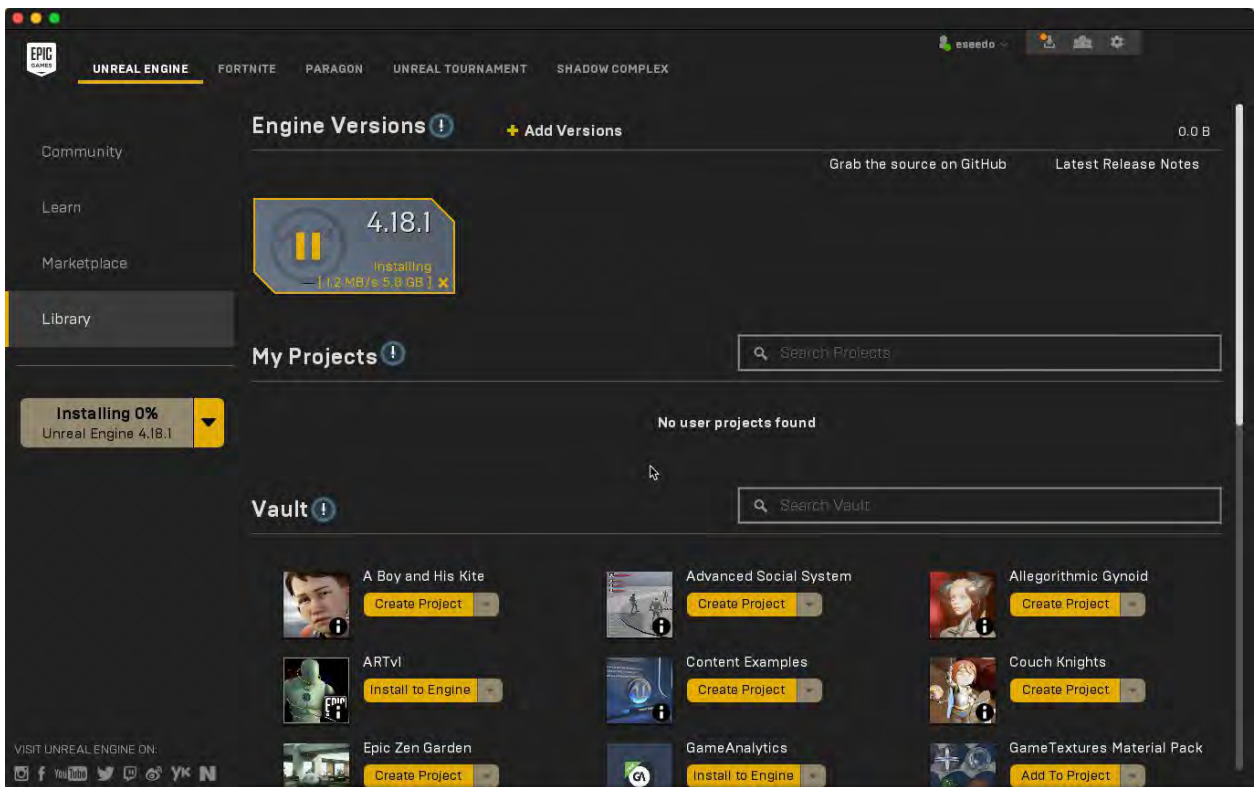 eseedo
EPIC
GAMES
UNREAL ENGINE FORTNITE PARAGON UNREAL TOURNAMENT SHADOW COMPLEX
Engine Versions + Add Versions 0.0 B
Community
Grab the source on GitHub Latest Release Notes
Learn
4.18.1
Marketplace
Installing
[ 1.2 MB/s 5.8 GB ]
Library
My Projects Search Projects
Installing 0%
Unreal Engine 4.18.1
No user projects found
Vault Search Vault
A Boy and His Kite Advanced Social System Allegorithmic Gynoid
Create Project Create Project Create Project
ARTv1 Content Examples Couch Knights
Install to Engine Create Project Create Project
EPIC
Epic Zen Garden GameAnalytics GameTextures Material Pack
VISIT UNREAL ENGINE ON:
YouTube
Create Project GA Install to Engine Add To Project